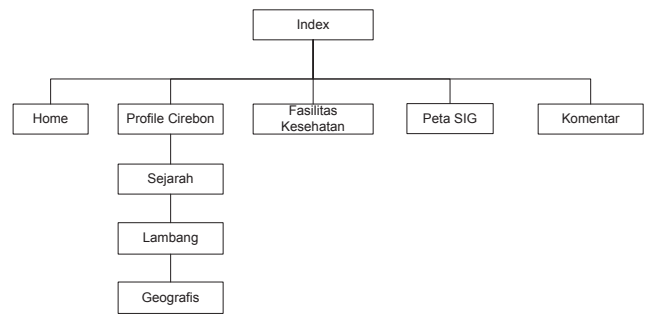 Index
Home
Profile Cirebon
Fasilitas
Kesehatan
Peta SIG
Komentar
Sejarah
Lambang
Geografis